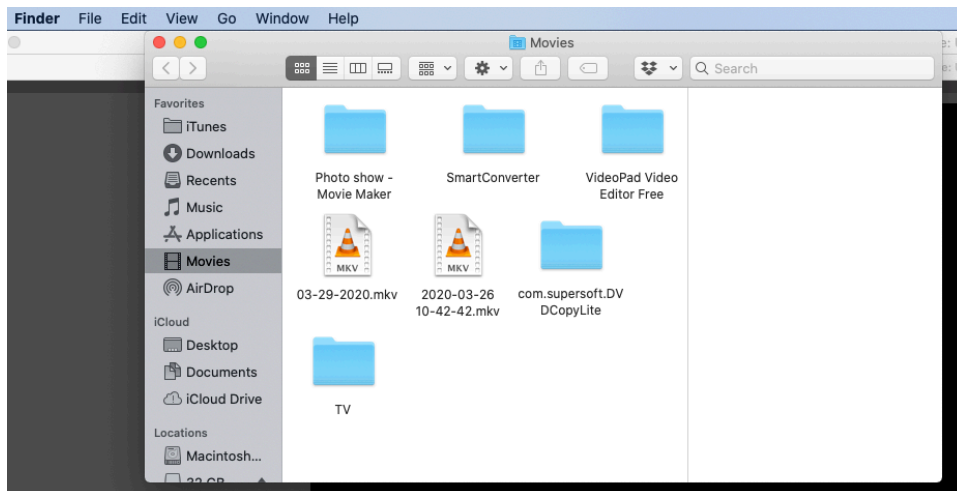 Finder File Edit View Go Window Help
Movies
Search
Favorites
iTunes
Downloads
Recents
Music
Applications
Movies
AirDrop
iCloud
Desktop
Documents
iCloud Drive
Locations
Macintosh...
Photo show -
Movie Maker
SmartConverter
VideoPad Video
Editor Free
MKV
03-29-2020.mkv
MKV
2020-03-26
10-42-42.mkv
com.supersoft.DV
DCopyLite
TV